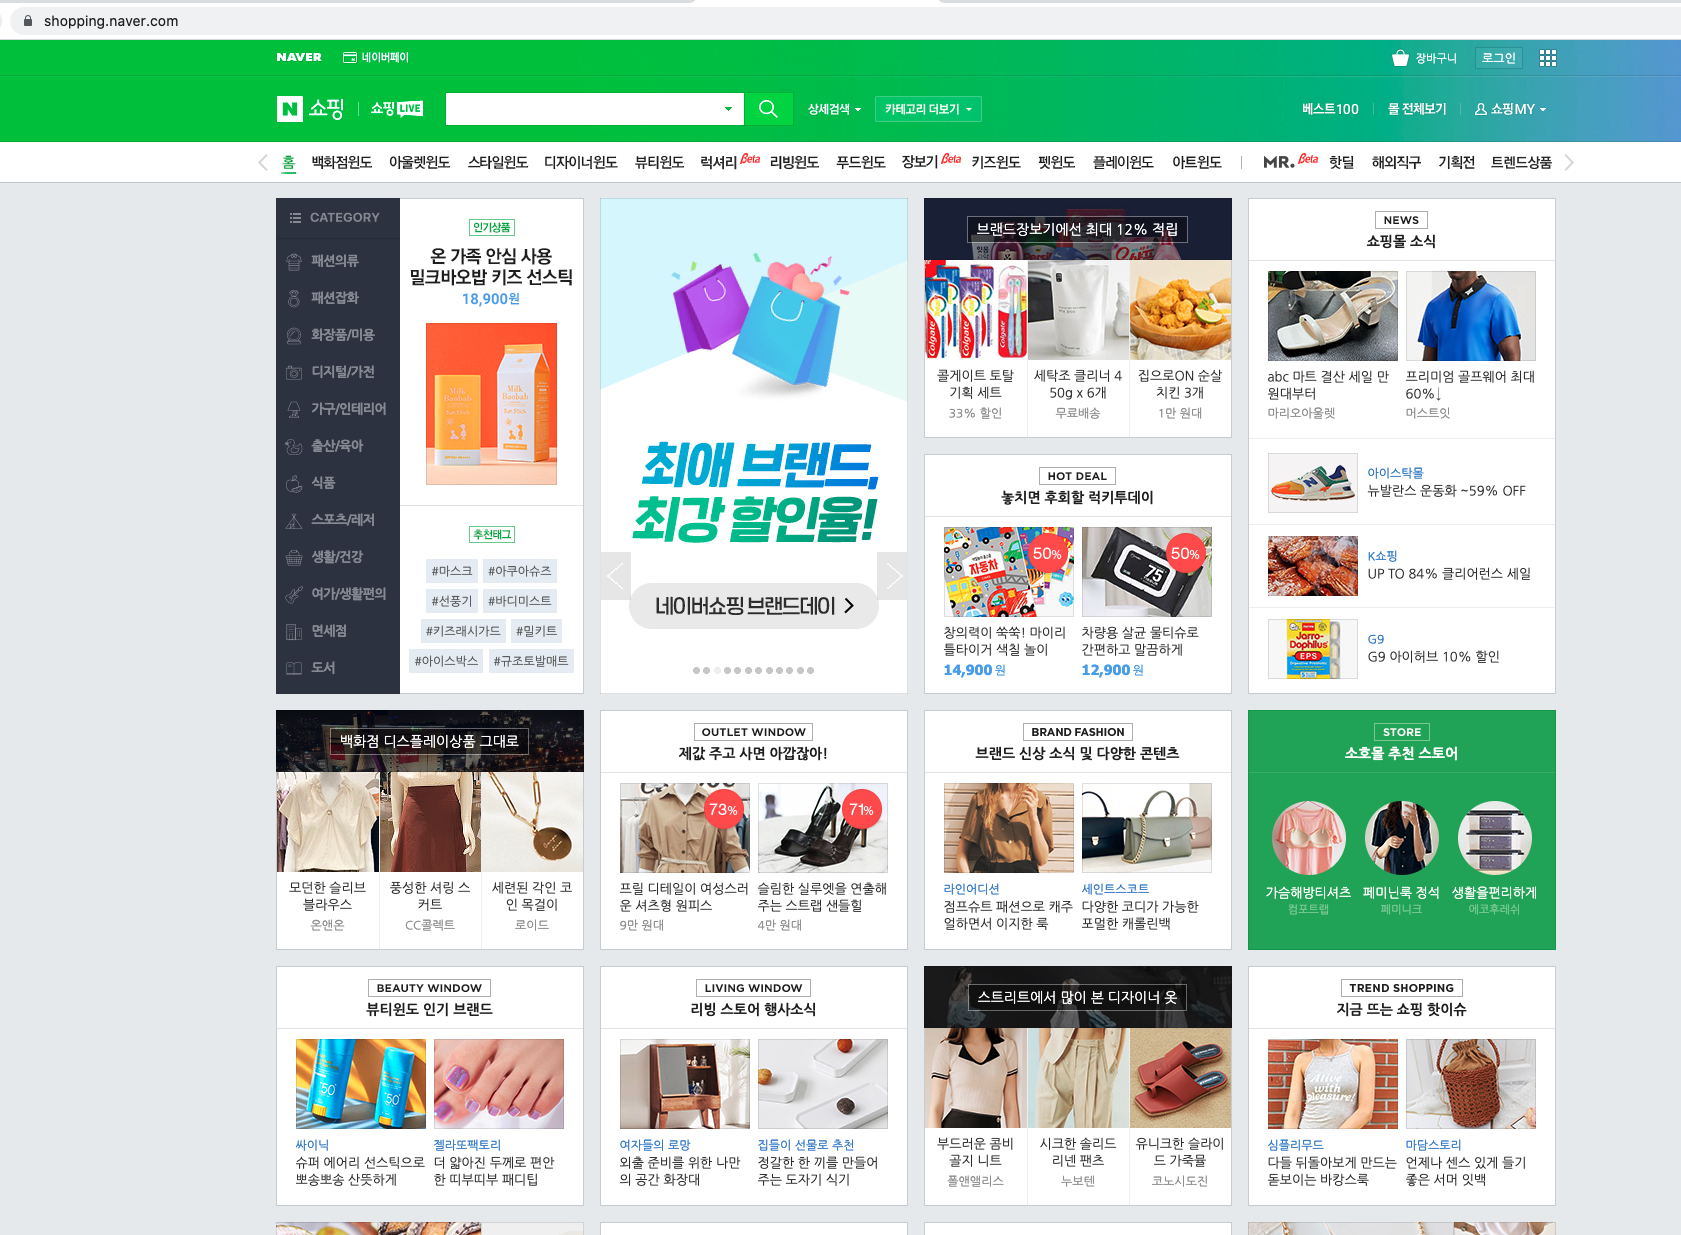 shopping.naver.com
NAVER 네이버페이 장바구니 로그인
N 쇼핑 쇼핑LIVE 상세검색 카테고리 더보기 베스트100 몰 전체보기 쇼핑MY
홈 백화점윈도 아울렛윈도 스타일윈도 디자이너윈도 뷰티윈도 럭셔리 Beta 리빙윈도 푸드윈도 장보기 Beta 키즈윈도 펫윈도 플레이윈도 아트윈도 MR. Beta 핫딜 해외직구 기획전 트렌드상품
CATEGORY
패션의류
패션잡화
화장품/미용
디지털/가전
가구/인테리어
출산/육아
식품
스포츠/레저
생활/건강
여가/생활편의
면세점
도서
인기상품
온 가족 안심 사용
밀크바오밥 키즈 선스틱
18,900원
Milk Baobab
Milk Baobab
추천태그
#마스크 #아쿠아슈즈
#선풍기 #바디미스트
#키즈래시가드 #밀키트
#아이스박스 #규조토발매트
최애 브랜드,
최강 할인율!
네이버쇼핑 브랜드데이
브랜드장보기에선 최대 12% 적립
Colgate Colgate Colgate
콜게이트 토탈
기획 세트
33% 할인
세탁조 클리너 4
50g x 6개
무료배송
집으로ON 순살
치킨 3개
1만 원대
HOT DEAL
놓치면 후회할 럭키투데이
자동차
50%
75
50%
창의력이 쑥쑥! 마이리
틀타이거 색칠 놀이
14,900 원
차량용 살균 물티슈로
간편하고 말끔하게
12,900 원
NEWS
쇼핑몰 소식
abc 마트 결산 세일 만
원대부터
마리오아울렛
프리미엄 골프웨어 최대
60%↓
머스트잇
아이스탁몰
뉴발란스 운동화 ~59% OFF
K쇼핑
UP TO 84% 클리어런스 세일
Jarro-
Dophilus
EPS
G9
G9 아이허브 10% 할인
백화점 디스플레이상품 그대로
모던한 슬리브
블라우스
온앤온
풍성한 셔링 스
커트
CC콜렉트
세련된 각인 코
인 목걸이
로이드
OUTLET WINDOW
제값 주고 사면 아깝잖아!
73%
71%
프릴 디테일이 여성스러
운 셔츠형 원피스
9만 원대
슬림한 실루엣을 연출해
주는 스트랩 샌들힐
4만 원대
BRAND FASHION
브랜드 신상 소식 및 다양한 콘텐츠
라인어디션
점프슈트 패션으로 캐주
얼하면서 이지한 룩
세인트스코트
다양한 코디가 가능한
포멀한 캐롤린백
STORE
소호몰 추천 스토어
가슴해방티셔츠
컴포트랩
페미닌룩 정석
페미니크
생활을편리하게
에코후레쉬
BEAUTY WINDOW
뷰티윈도 인기 브랜드
50
50
싸이닉
슈퍼 에어리 선스틱으로
뽀송뽀송 산뜻하게
젤라또팩토리
더 얇아진 두께로 편안
한 띠부띠부 패디팁
LIVING WINDOW
리빙 스토어 행사소식
여자들의 로망
외출 준비를 위한 나만
의 공간 화장대
집들이 선물로 추천
정갈한 한 끼를 만들어
주는 도자기 식기
스트리트에서 많이 본 디자이너 옷
부드러운 콤비
골지 니트
플앤앨리스
시크한 솔리드
리넨 팬츠
누보텐
유니크한 슬라이
드 가죽뮬
코노시도진
TREND SHOPPING
지금 뜨는 쇼핑 핫이슈
Alive
with
pleasure!
심플리무드
다들 뒤돌아보게 만드는
돋보이는 바캉스룩
마담스토리
언제나 센스 있게 들기
좋은 서머 잇백